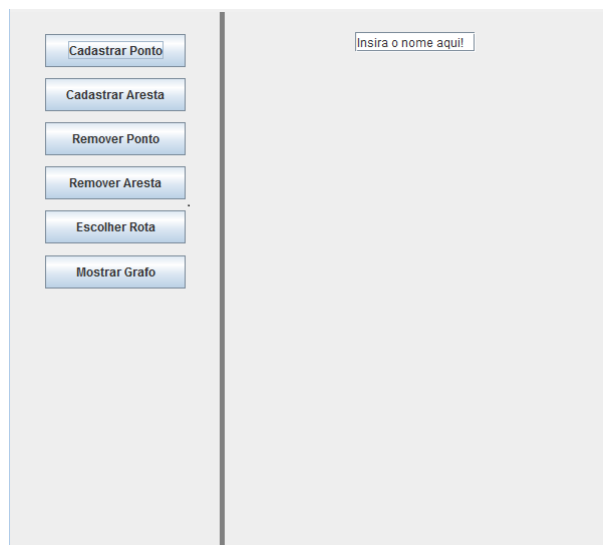 Cadastrar Ponto
Cadastrar Aresta
Remover Ponto
Remover Aresta
Escolher Rota
Mostrar Grafo
Insira o nome aqui!